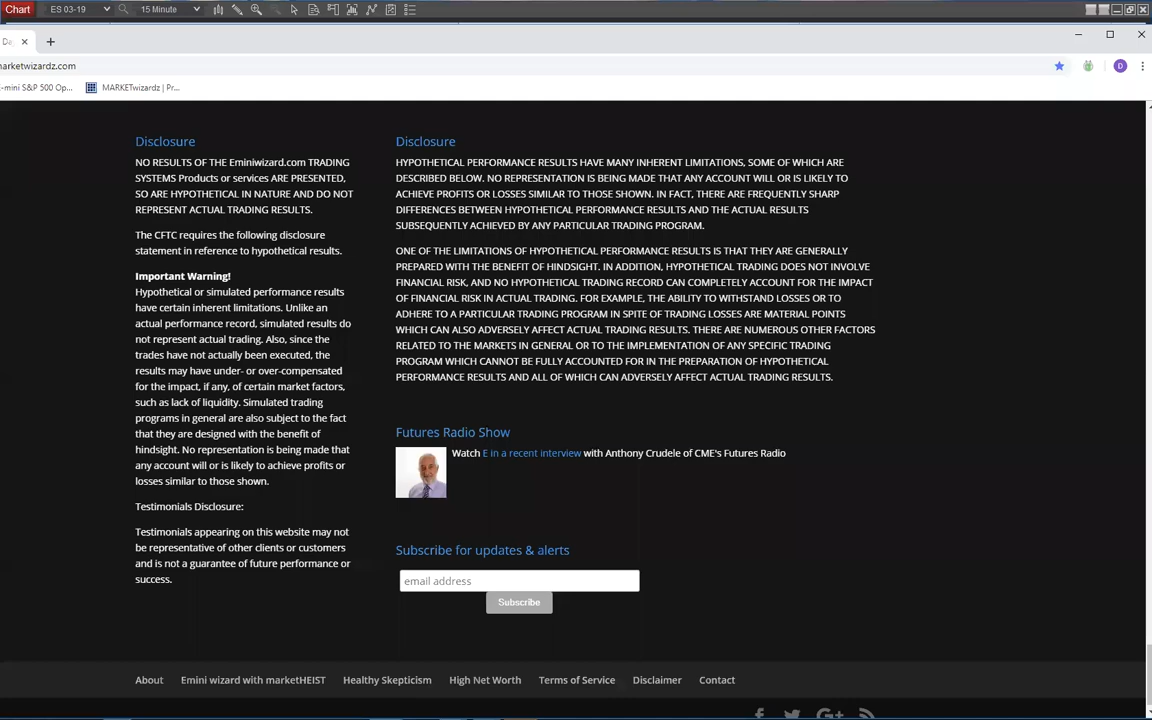 Chart ES 03-19 15 Minute
Da
arketwizardz.com
D
-mini S&P 500 Op... MARKETwizardz | Pr...
Disclosure
NO RESULTS OF THE Eminiwizard.com TRADING
SYSTEMS Products or services ARE PRESENTED,
SO ARE HYPOTHETICAL IN NATURE AND DO NOT
REPRESENT ACTUAL TRADING RESULTS.
The CFTC requires the following disclosure
statement in reference to hypothetical results.
Important Warning!
Hypothetical or simulated performance results
have certain inherent limitations. Unlike an
actual performance record, simulated results do
not represent actual trading. Also, since the
trades have not actually been executed, the
results may have under- or over-compensated
for the impact, if any, of certain market factors,
such as lack of liquidity. Simulated trading
programs in general are also subject to the fact
that they are designed with the benefit of
hindsight. No representation is being made that
any account will or is likely to achieve profits or
losses similar to those shown.
Testimonials Disclosure:
Testimonials appearing on this website may not
be representative of other clients or customers
and is not a guarantee of future performance or
success.
Disclosure
HYPOTHETICAL PERFORMANCE RESULTS HAVE MANY INHERENT LIMITATIONS, SOME OF WHICH ARE
DESCRIBED BELOW. NO REPRESENTATION IS BEING MADE THAT ANY ACCOUNT WILL OR IS LIKELY TO
ACHIEVE PROFITS OR LOSSES SIMILAR TO THOSE SHOWN. IN FACT, THERE ARE FREQUENTLY SHARP
DIFFERENCES BETWEEN HYPOTHETICAL PERFORMANCE RESULTS AND THE ACTUAL RESULTS
SUBSEQUENTLY ACHIEVED BY ANY PARTICULAR TRADING PROGRAM.
ONE OF THE LIMITATIONS OF HYPOTHETICAL PERFORMANCE RESULTS IS THAT THEY ARE GENERALLY
PREPARED WITH THE BENEFIT OF HINDSIGHT. IN ADDITION, HYPOTHETICAL TRADING DOES NOT INVOLVE
FINANCIAL RISK, AND NO HYPOTHETICAL TRADING RECORD CAN COMPLETELY ACCOUNT FOR THE IMPACT
OF FINANCIAL RISK IN ACTUAL TRADING. FOR EXAMPLE, THE ABILITY TO WITHSTAND LOSSES OR TO
ADHERE TO A PARTICULAR TRADING PROGRAM IN SPITE OF TRADING LOSSES ARE MATERIAL POINTS
WHICH CAN ALSO ADVERSELY AFFECT ACTUAL TRADING RESULTS. THERE ARE NUMEROUS OTHER FACTORS
RELATED TO THE MARKETS IN GENERAL OR TO THE IMPLEMENTATION OF ANY SPECIFIC TRADING
PROGRAM WHICH CANNOT BE FULLY ACCOUNTED FOR IN THE PREPARATION OF HYPOTHETICAL
PERFORMANCE RESULTS AND ALL OF WHICH CAN ADVERSELY AFFECT ACTUAL TRADING RESULTS.
Futures Radio Show
Watch E in a recent interview with Anthony Crudele of CME's Futures Radio
Subscribe for updates & alerts
email address
Subscribe
About Emini wizard with marketHEIST Healthy Skepticism High Net Worth Terms of Service Disclaimer Contact